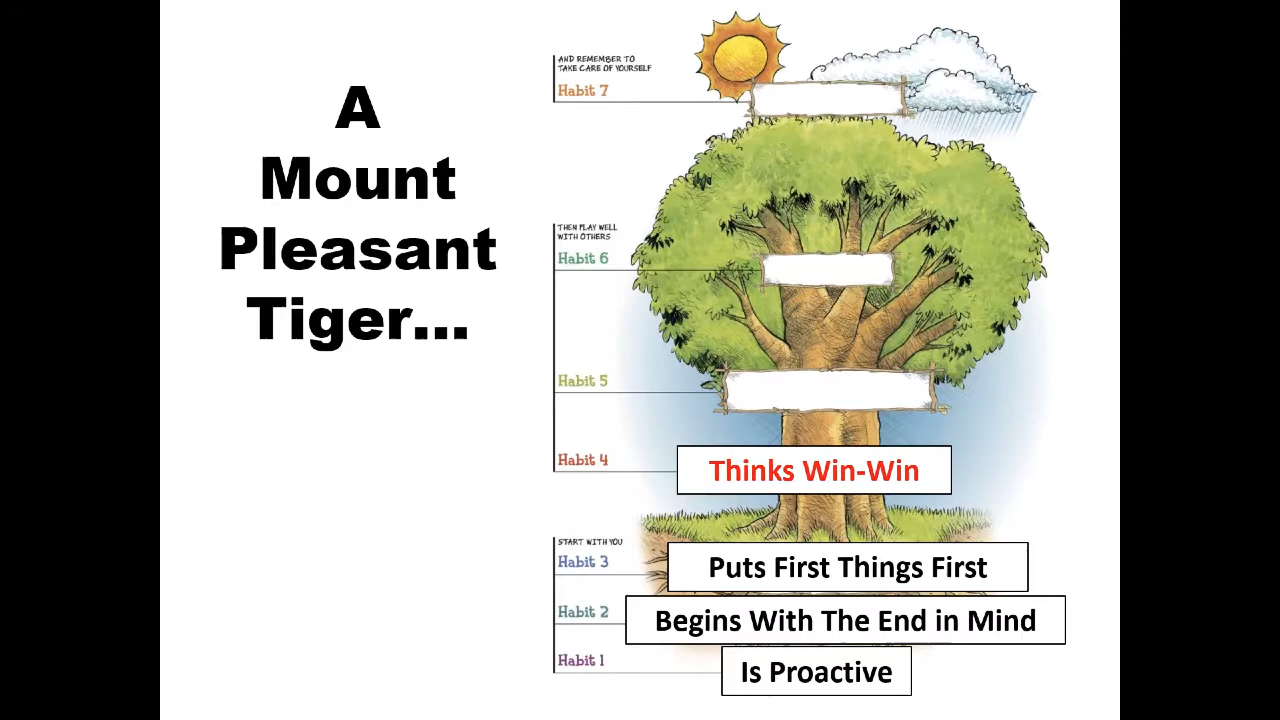 A
Mount
Pleasant
Tiger...
AND REMEMBER TO
TAKE CARE OF YOURSELF
Habit 7
THEN PLAY WELL
WITH OTHERS
Habit 6
Habit 5
Habit 4
Thinks Win-Win
START WITH YOU
Habit 3
Puts First Things First
Habit 2
Begins With The End in Mind
Habit 1
Is Proactive